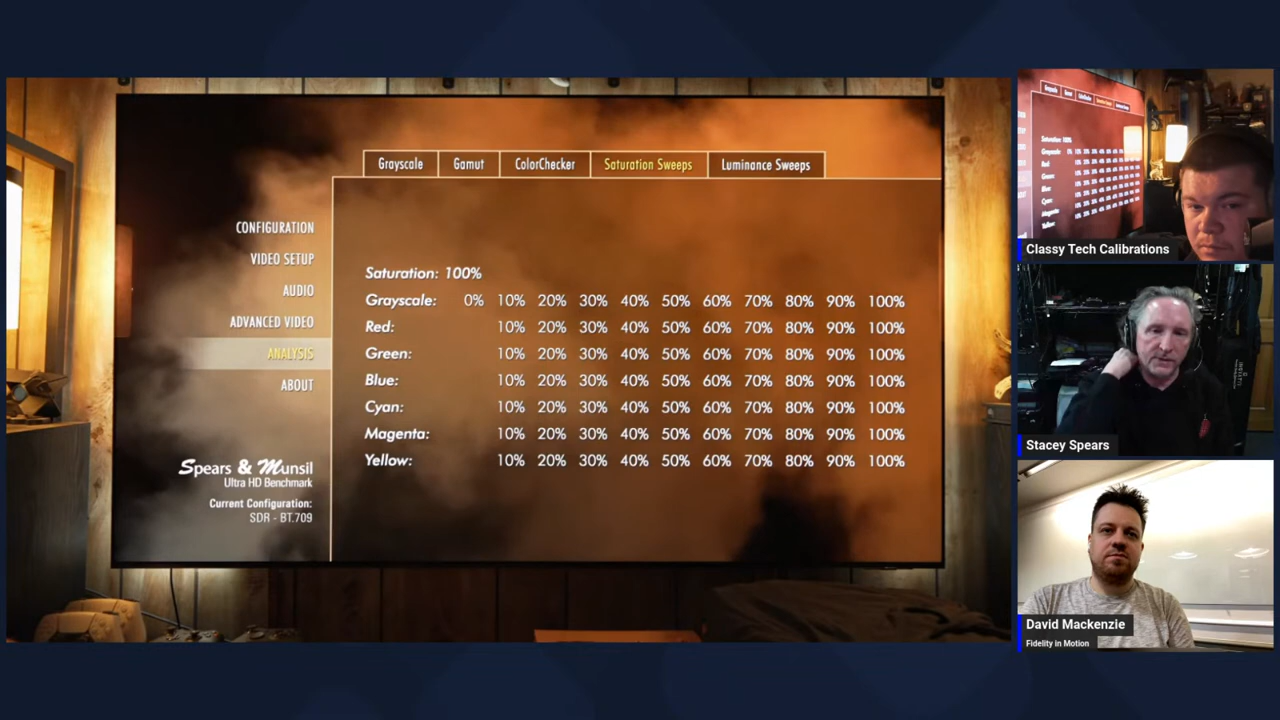 Grayscale Gamut ColorChecker Saturation Sweeps Luminance Sweeps
CONFIGURATION
VIDEO SETUP
AUDIO
ADVANCED VIDEO
ANALYSIS
ABOUT
Spears & Munsil
Ultra HD Benchmark
Current Configuration:
SDR - BT.709
Saturation: 100%
Grayscale: 0% 10% 20% 30% 40% 50% 60% 70% 80% 90% 100%
Red: 10% 20% 30% 40% 50% 60% 70% 80% 90% 100%
Green: 10% 20% 30% 40% 50% 60% 70% 80% 90% 100%
Blue: 10% 20% 30% 40% 50% 60% 70% 80% 90% 100%
Cyan: 10% 20% 30% 40% 50% 60% 70% 80% 90% 100%
Magenta: 10% 20% 30% 40% 50% 60% 70% 80% 90% 100%
Yellow: 10% 20% 30% 40% 50% 60% 70% 80% 90% 100%
Classy Tech Calibrations
Stacey Spears
David Mackenzie
Fidelity in Motion